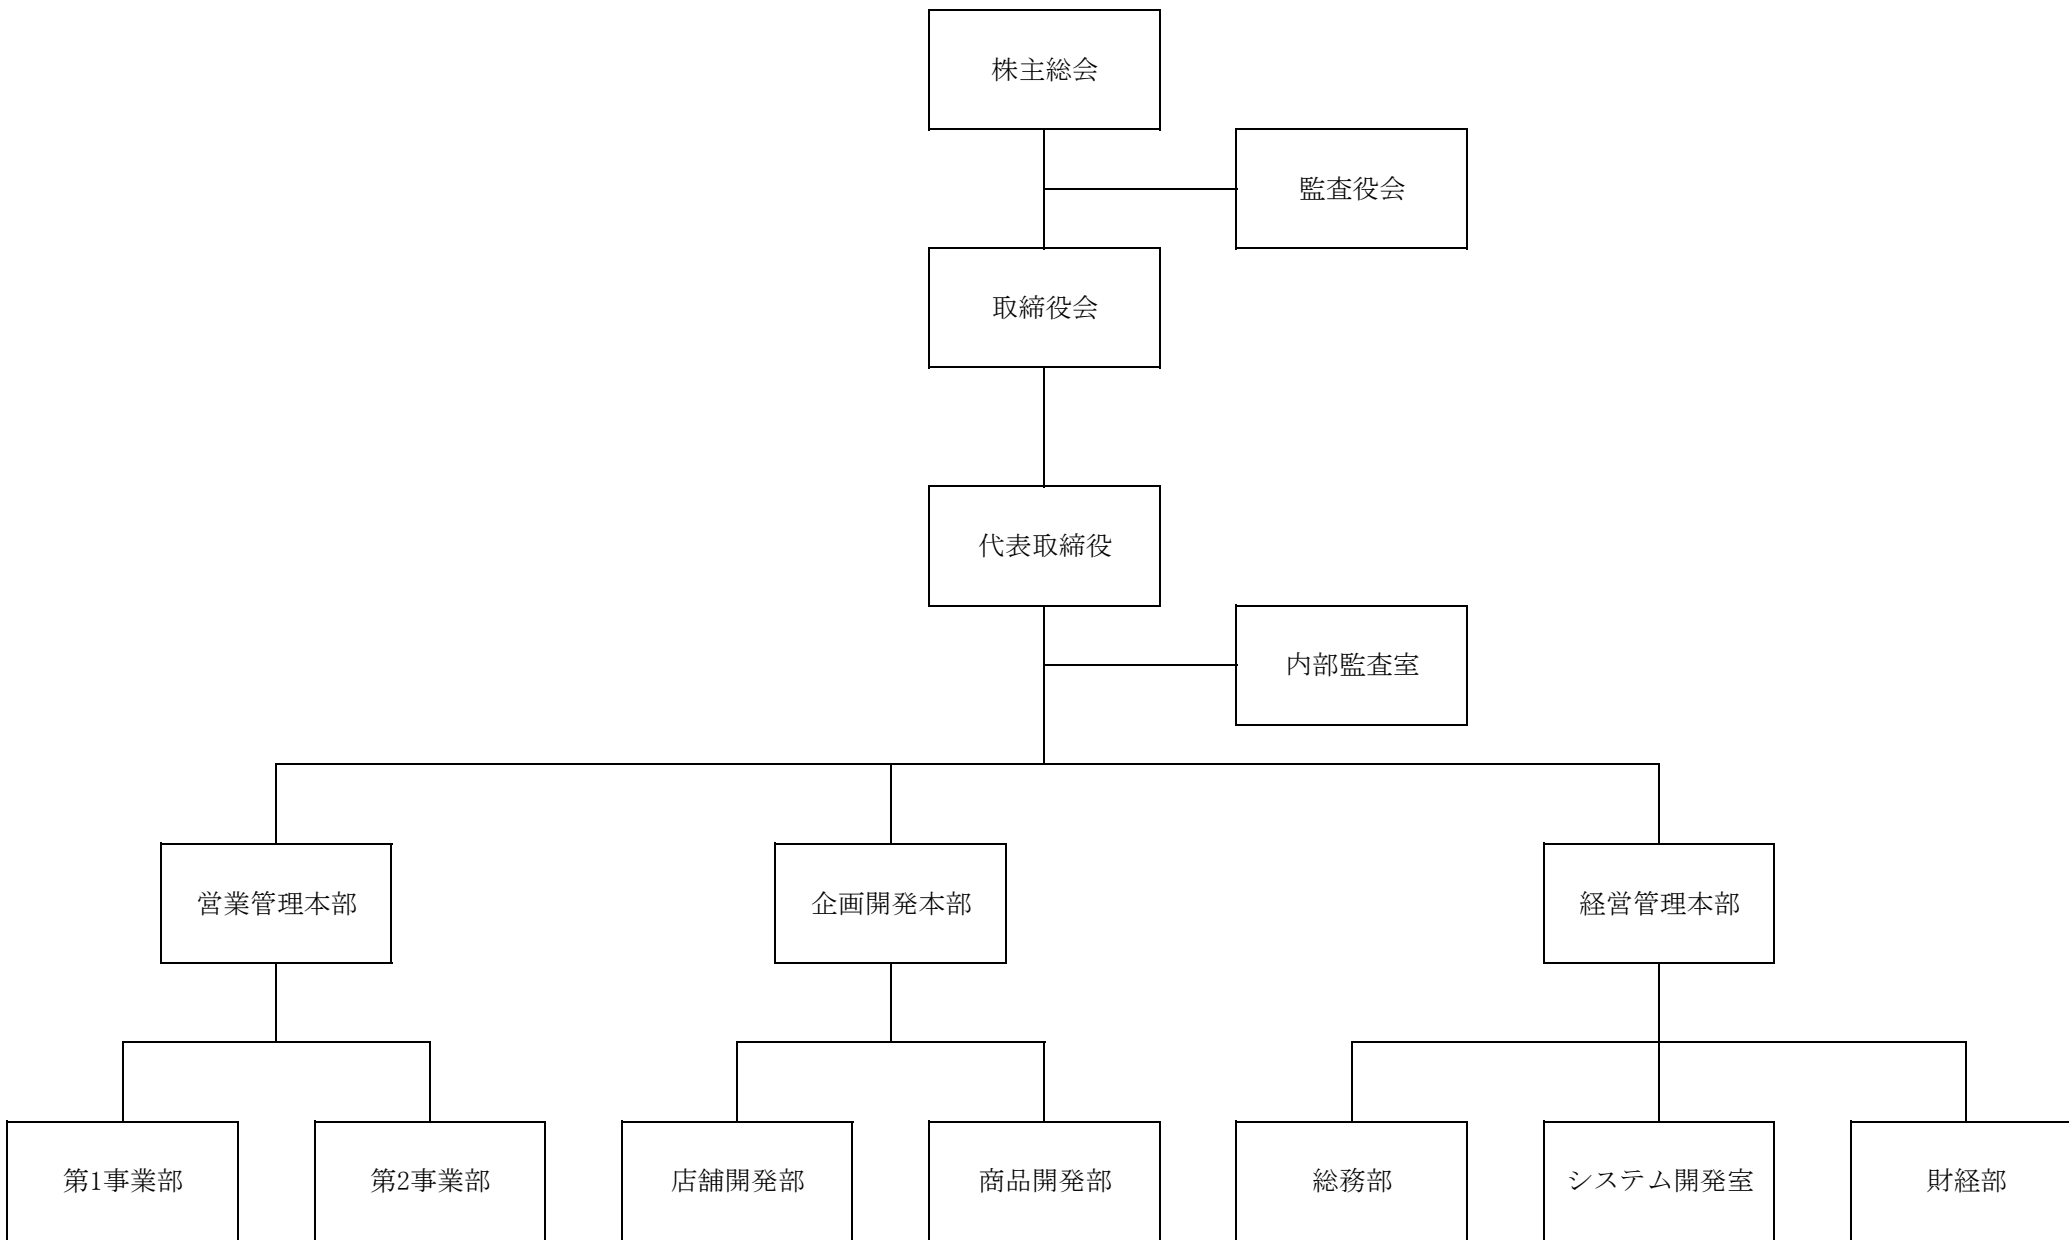 株主総会
監査役会
取締役会
代表取締役
内部監査室
営業管理本部
企画開発本部
経営管理本部
第1事業部
第2事業部
店舗開発部
商品開発部
総務部
システム開発室
財経部